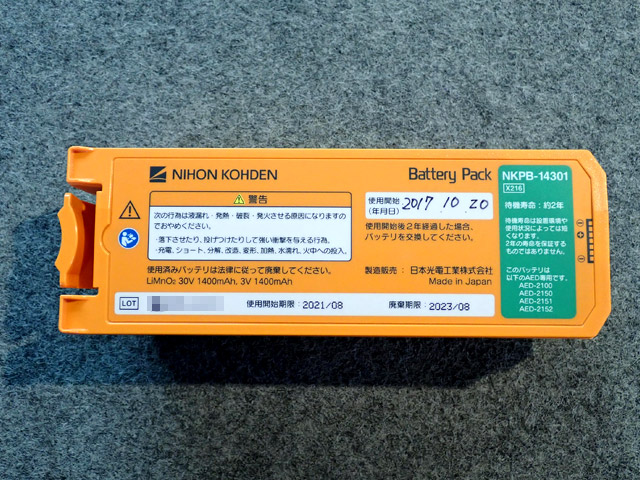 NIHON KOHDEN
Battery Pack
NKPB-14301
X216
警告
次の行為は液漏れ・発熱・破裂・発火させる原因になりますので
おやめください。
・落下させたり、投げつけたりして強い衝撃を与える行為。
・充電、ショート、分解、改造、変形、加熱、水濡れ、火中への投入。
使用開始
(年月日)
2017.10.20
使用開始後2年経過した場合、
バッテリを交換してください。
待機寿命：約2年
待機寿命は設置環境や
使用状況によっては短
くなります。
2年の寿命を保証する
ものではありません。
使用済みバッテリは法律に従って廃棄してください。
LiMnO₂ 30V 1400mAh, 3V 1400mAh
製造販売： 日本光電工業株式会社
Made in Japan
このバッテリは
以下のAED専用です。
AED-2100
AED-2150
AED-2151
AED-2152
LOT
使用開始期限：2021/08
廃棄期限：2023/08